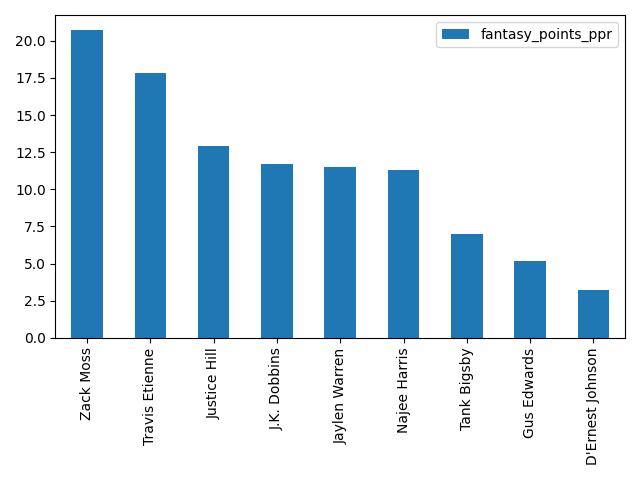 fantasy_points_ppr
20.0
17.5
15.0
12.5
10.0
7.5
5.0
2.5
0.0
Zack Moss
Travis Etienne
Justice Hill
J.K. Dobbins
Jaylen Warren
Najee Harris
Tank Bigsby
Gus Edwards
D'Ernest Johnson